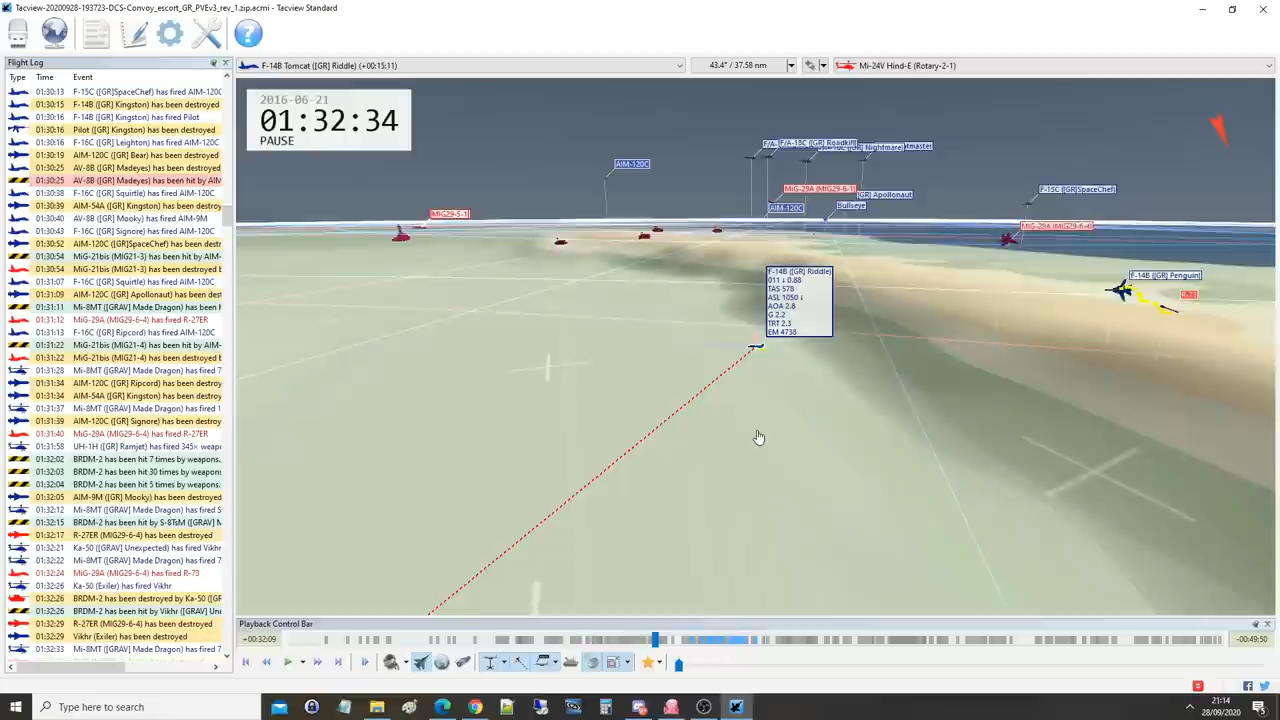 Tacview-20200928-193723-DCS-Convoy_escort_GR_PVEv3_rev_1.zip.acmi - Tacview Standard
Flight Log
F-14B Tomcat ([GR] Riddle) (+00:15:11)
43.4° / 37.58 nm
Mi-24V Hind-E (Rotary-2-1)
Type Time Event
01:30:13 F-15C ([GR]SpaceChef) has fired AIM-120C
01:30:15 F-14B ([GR] Kingston) has been destroyed
01:30:16 F-14B ([GR] Kingston) has fired Pilot
01:30:16 Pilot ([GR] Kingston) has been destroyed
01:30:16 F-16C ([GR] Leighton) has fired AIM-120C
01:30:19 AIM-120C ([GR] Bear) has been destroyed
01:30:25 AV-8B ([GR] Madeyes) has been destroyed
01:30:25 AV-8B ([GR] Madeyes) has been hit by AIM
01:30:38 F-16C ([GR] Squirtle) has fired AIM-120C
01:30:39 AIM-54A ([GR] Kingston) has been destroy
01:30:40 AV-8B ([GR] Mooky) has fired AIM-9M
01:30:43 F-16C ([GR] Signore) has fired AIM-120C
01:30:52 AIM-120C ([GR]SpaceChef) has been destr
01:30:54 MiG-21bis (MIG21-3) has been hit by AIM-
01:30:54 MiG-21bis (MIG21-3) has been destroyed b
01:31:07 F-16C ([GR] Squirtle) has fired AIM-120C
01:31:09 AIM-120C ([GR] Apollonaut) has been des
01:31:11 Mi-8MT ([GRAV] Made Dragon) has been
01:31:12 MiG-29A (MIG29-6-4) has fired R-27ER
01:31:13 F-16C ([GR] Ripcord) has fired AIM-120C
01:31:22 MiG-21bis (MIG21-4) has been hit by AIM-
01:31:22 MiG-21bis (MIG21-4) has been destroyed b
01:31:28 Mi-8MT ([GRAV] Made Dragon) has fired
01:31:34 AIM-120C ([GR] Ripcord) has been destroy
01:31:34 AIM-54A ([GR] Kingston) has been destroy
01:31:37 Mi-8MT ([GRAV] Made Dragon) has fired 1
01:31:39 AIM-120C ([GR] Signore) has been destroy
01:31:40 MiG-29A (MIG29-6-4) has fired R-27ER
01:31:58 UH-1H ([GR] Ramjet) has fired 345× weapo
01:32:02 BRDM-2 has been hit 7 times by weapons.
01:32:03 BRDM-2 has been hit 30 times by weapons
01:32:04 BRDM-2 has been hit 5 times by weapons.
01:32:05 AIM-9M ([GR] Mooky) has been destroyed
01:32:12 Mi-8MT ([GRAV] Made Dragon) has fired
01:32:15 BRDM-2 has been hit by S-8TsM ([GRAV] M
01:32:17 R-27ER (MIG29-6-4) has been destroyed
01:32:21 Ka-50 ([GRAV] Unexpected) has fired Vikhr
01:32:22 Mi-8MT ([GRAV] Made Dragon) has fired 7
01:32:24 MiG-29A (MIG29-6-4) has fired R-73
01:32:26 Ka-50 (Exiler) has fired Vikhr
01:32:26 BRDM-2 has been destroyed by Ka-50 ([GF
01:32:26 BRDM-2 has been hit by Vikhr ([GRAV] Un
01:32:29 R-27ER (MIG29-6-4) has been destroyed
01:32:29 Vikhr (Exiler) has been destroyed
01:32:33 Mi-8MT ([GRAV] Made Dragon) has fired 7
2016-06-21
01:32:34
PAUSE
AIM-120C
F/A-18C ([GR] Roadkill)
MiG-29A (MIG29-6-1)
[GR] Apollonaut
AIM-120C
Bullseye
MIG29-5-1
F-15C ([GR]SpaceChef)
MiG-29A (MIG29-6-4)
F-14B ([GR] Penguin)
R-73
F-14B ([GR] Riddle)
011 ↓ 0.88
TAS 578
ASL 1050 ↓
AOA 2.8
G 2.2
TRT 2.3
EM 4738
Playback Control Bar
+00:32:09
-00:49:50
Type here to search
21:14
28/09/2020